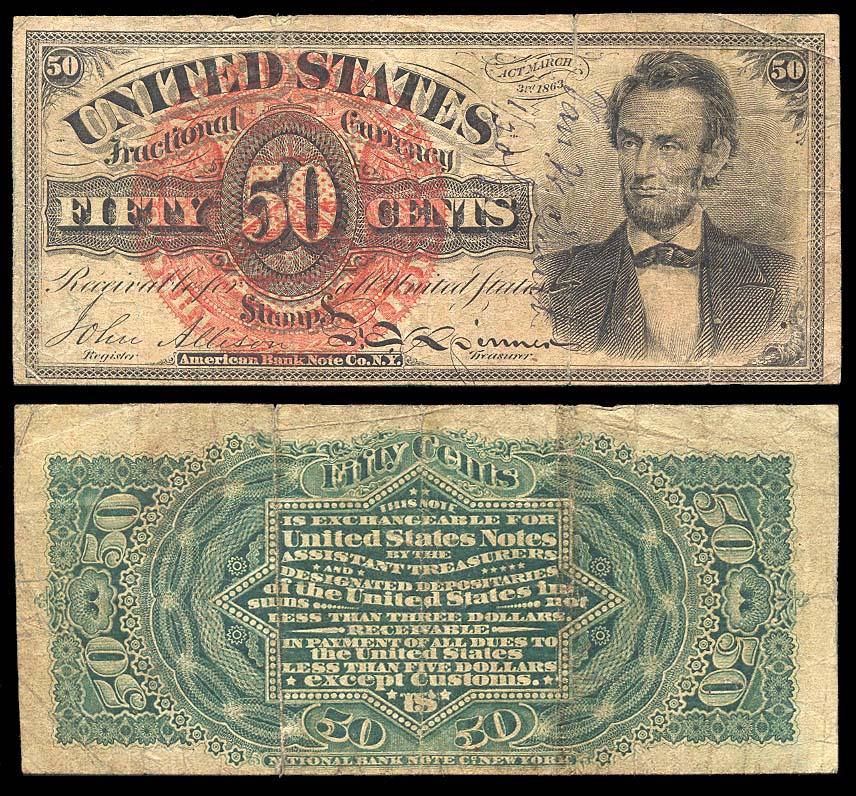 50
UNITED STATES
ACT MARCH
3RD 1863
50
Fractional Currency
FIFTY 50 CENTS
Receivable for all United States
Stamps
John Allison
Register
American Bank Note Co. N.Y.
Treasurer
Fifty Cents
50
50
THIS NOTE
IS EXCHANGEABLE FOR
United States Notes
BY THE
ASSISTANT TREASURERS
AND
DESIGNATED DEPOSITARIES
of the United States in
sums not
LESS THAN THREE DOLLARS
RECEIVABLE
IN PAYMENT OF ALL DUES TO
the United States
LESS THAN FIVE DOLLARS
except Customs.
US
50
50
50 50
NATIONAL BANK NOTE CO. NEW YORK